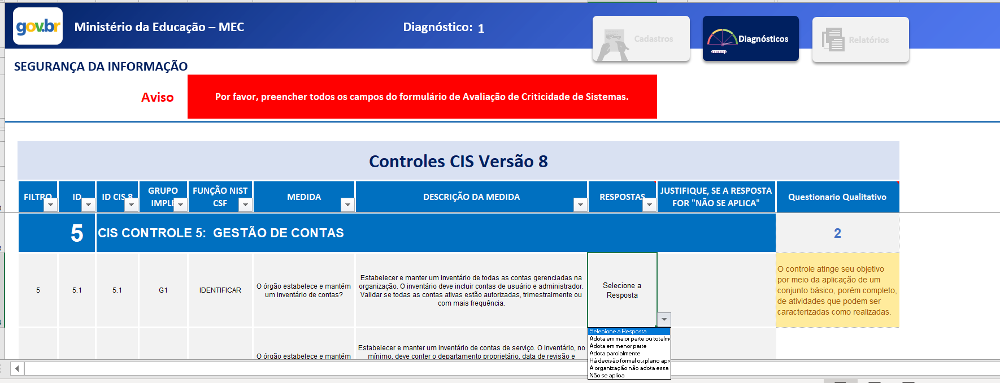 gov.br
Ministério da Educação – MEC
Diagnóstico: 1
Cadastros
Diagnósticos
Relatórios
SEGURANÇA DA INFORMAÇÃO
Aviso
Por favor, preencher todos os campos do formulário de Avaliação de Criticidade de Sistemas.
Controles CIS Versão 8
FILTRO
ID
ID CIS 8
GRUPO
IMPLE
FUNÇÃO NIST
CSF
MEDIDA
DESCRIÇÃO DA MEDIDA
RESPOSTAS
JUSTIFIQUE, SE A RESPOSTA
FOR "NÃO SE APLICA"
Questionario Qualitativo
5
CIS CONTROLE 5: GESTÃO DE CONTAS
2
5
5.1
5.1
G1
IDENTIFICAR
O órgão estabelece e mantém
um inventário de contas?
Estabelecer e manter um inventário de todas as contas gerenciadas na
organização. O inventário deve incluir contas de usuário e administrador.
Validar se todas as contas ativas estão autorizadas, trimestralmente ou
com mais frequência.
Selecione a
Resposta
O controle atinge seu objetivo
por meio da aplicação de um
conjunto básico, porém completo,
de atividades que podem ser
caracterizadas como realizadas.
Selecione a Resposta
Adota em maior parte ou totalme
Adota em menor parte
Adota parcialmente
Há decisão formal ou plano apr
A organização não adota essa
Não se aplica
O órgão estabelece e mantém
Estabelecer e manter um inventário de contas de serviço. O inventário, no
mínimo, deve conter o departamento proprietário, data de revisão e